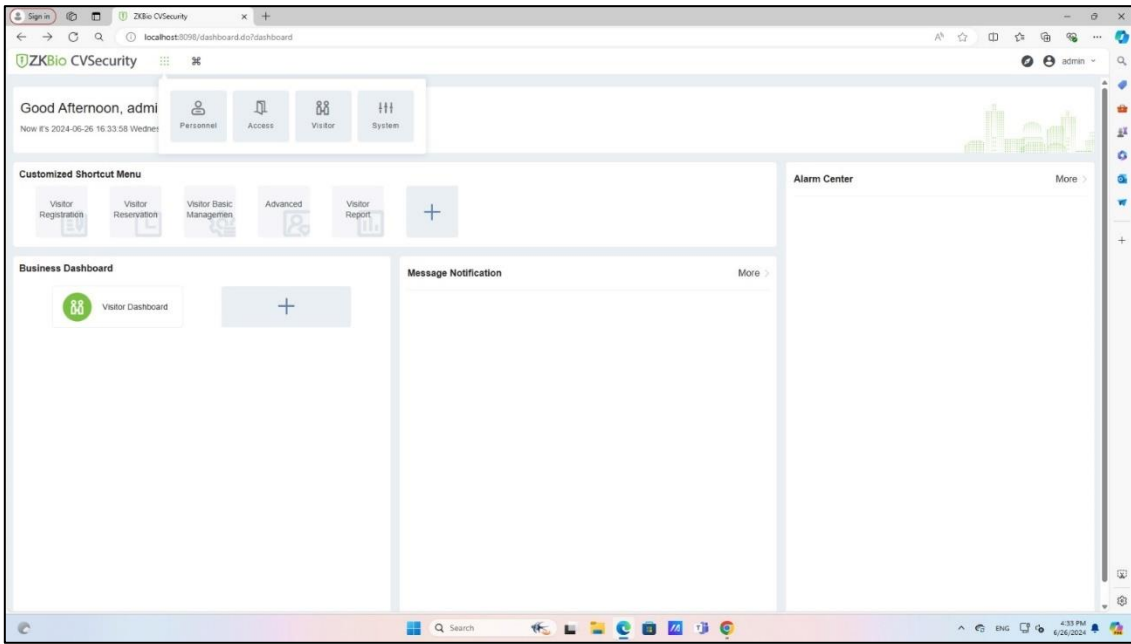 Sign in
ZKBio CVSecurity
localhost:8098/dashboard.do?dashboard
ZKBio CVSecurity
admin
Good Afternoon, admi
Now it's 2024-06-26 16:33:58 Wednes
Personnel
Access
Visitor
System
Customized Shortcut Menu
Visitor Registration
Visitor Reservation
Visitor Basic Managemen
Advanced
Visitor Report
Alarm Center
More
Business Dashboard
Visitor Dashboard
Message Notification
More
Search
ENG
4:33 PM
6/26/2024